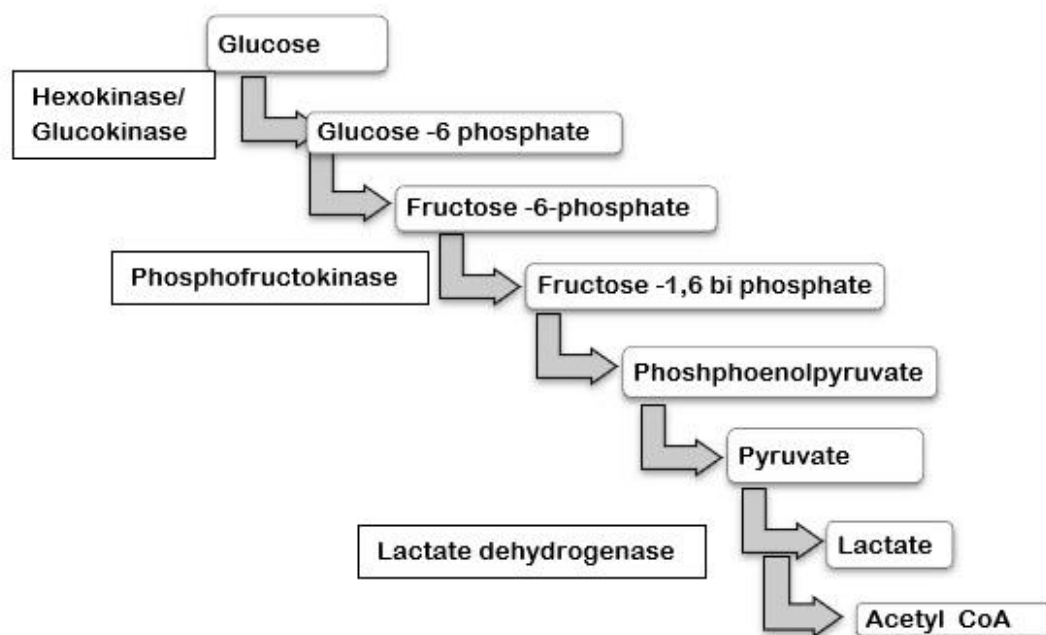 Glucose
Hexokinase/
Glucokinase
Glucose -6 phosphate
Fructose -6-phosphate
Phosphofructokinase
Fructose -1,6 bi phosphate
Phoshphoenolpyruvate
Pyruvate
Lactate dehydrogenase
Lactate
Acetyl CoA